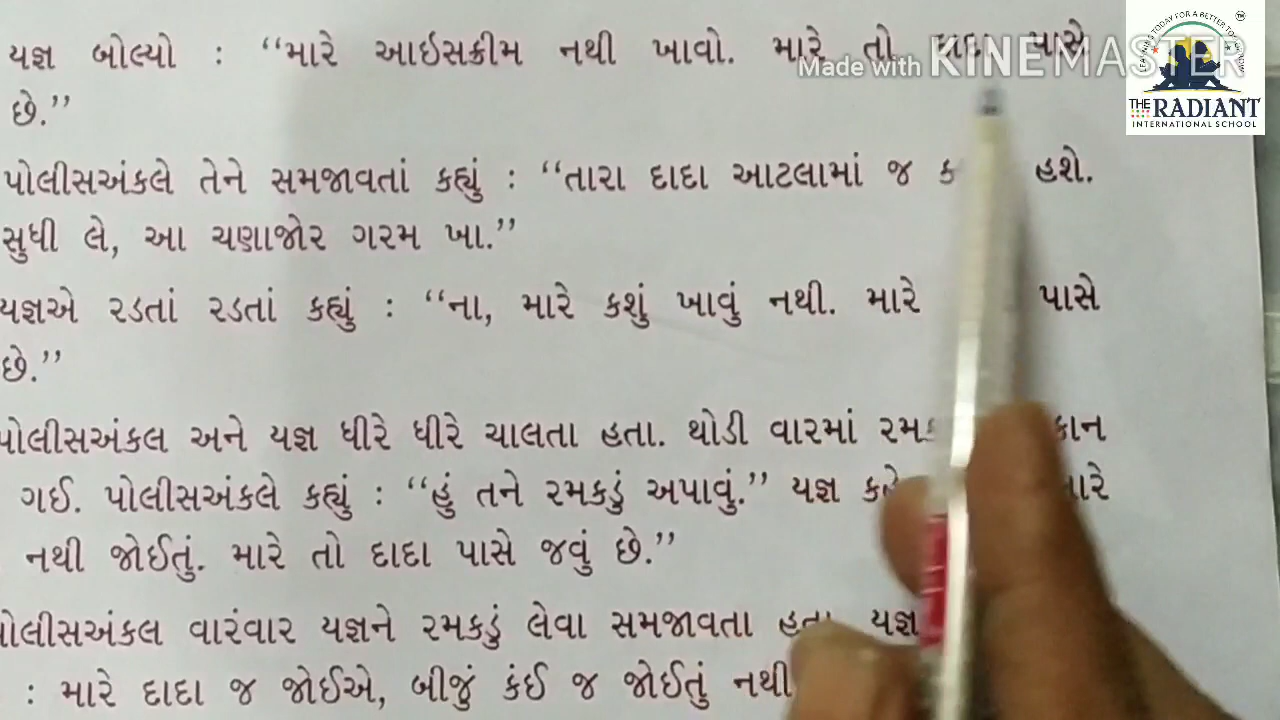 યજ્ઞ બોલ્યો : “મારે આઇસક્રીમ નથી ખાવો. મારે તો દાદા પાસે
છે.”
પોલીસઅંકલે તેને સમજાવતાં કહ્યું : “તારા દાદા આટલામાં જ હશે.
સુધી લે, આ ચણાજોર ગરમ ખા.”
યજ્ઞએ રડતાં રડતાં કહ્યું : “ના, મારે કશું ખાવું નથી. મારે પાસે
છે.”
પોલીસઅંકલ અને યજ્ઞ ધીરે ધીરે ચાલતા હતા. થોડી વારમાં
ગઈ. પોલીસઅંકલે કહ્યું : “હું તને રમકડું અપાવું.” યજ્ઞ
નથી જોઈતું. મારે તો દાદા પાસે જવું છે.”
પોલીસઅંકલ વારંવાર યજ્ઞને રમકડું લેવા સમજાવતા હતા યજ્ઞ
: મારે દાદા જ જોઈએ, બીજું કંઈ જ જોઈતું નથી
Made with KINEMASTER
THE RADIANT
INTERNATIONAL SCHOOL